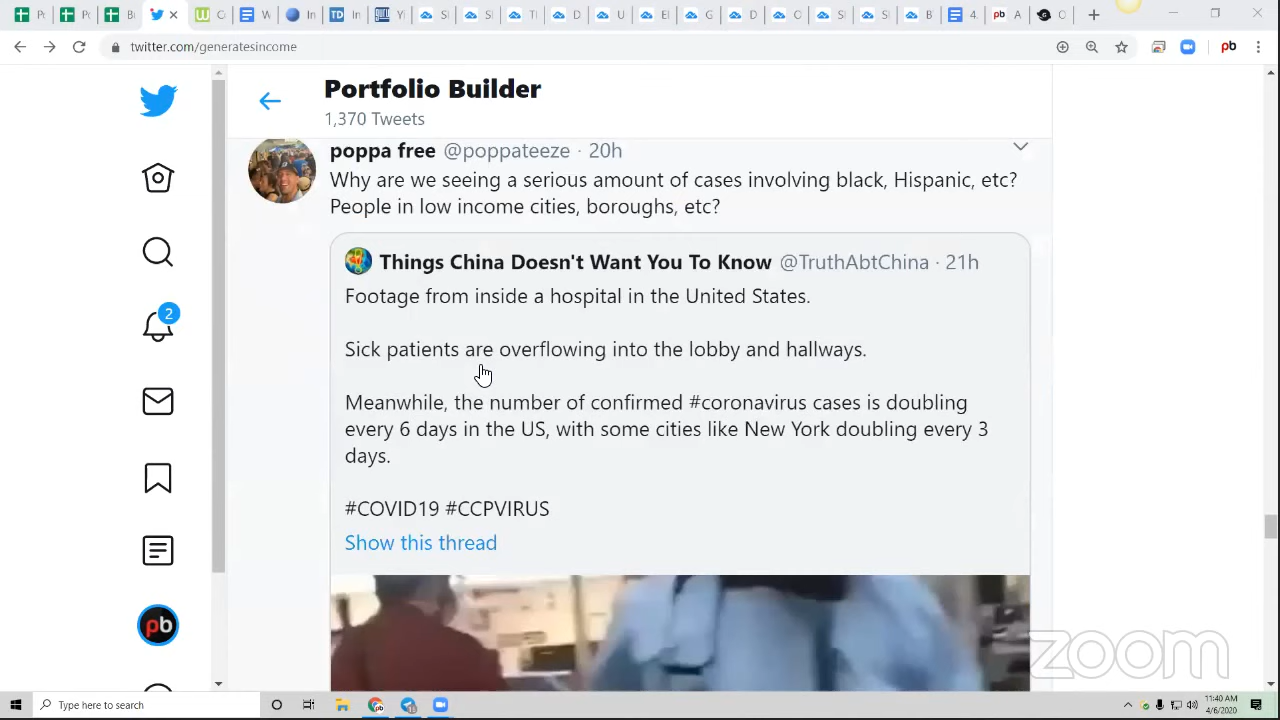 twitter.com/generatesincome
pb
Portfolio Builder
1,370 Tweets
poppa free @poppateeze · 20h
Why are we seeing a serious amount of cases involving black, Hispanic, etc?
People in low income cities, boroughs, etc?
Things China Doesn't Want You To Know @TruthAbtChina · 21h
Footage from inside a hospital in the United States.
Sick patients are overflowing into the lobby and hallways.
Meanwhile, the number of confirmed #coronavirus cases is doubling
every 6 days in the US, with some cities like New York doubling every 3
days.
#COVID19 #CCPVIRUS
Show this thread
2
pb
zoom
Type here to search
11:40 AM
4/6/2020